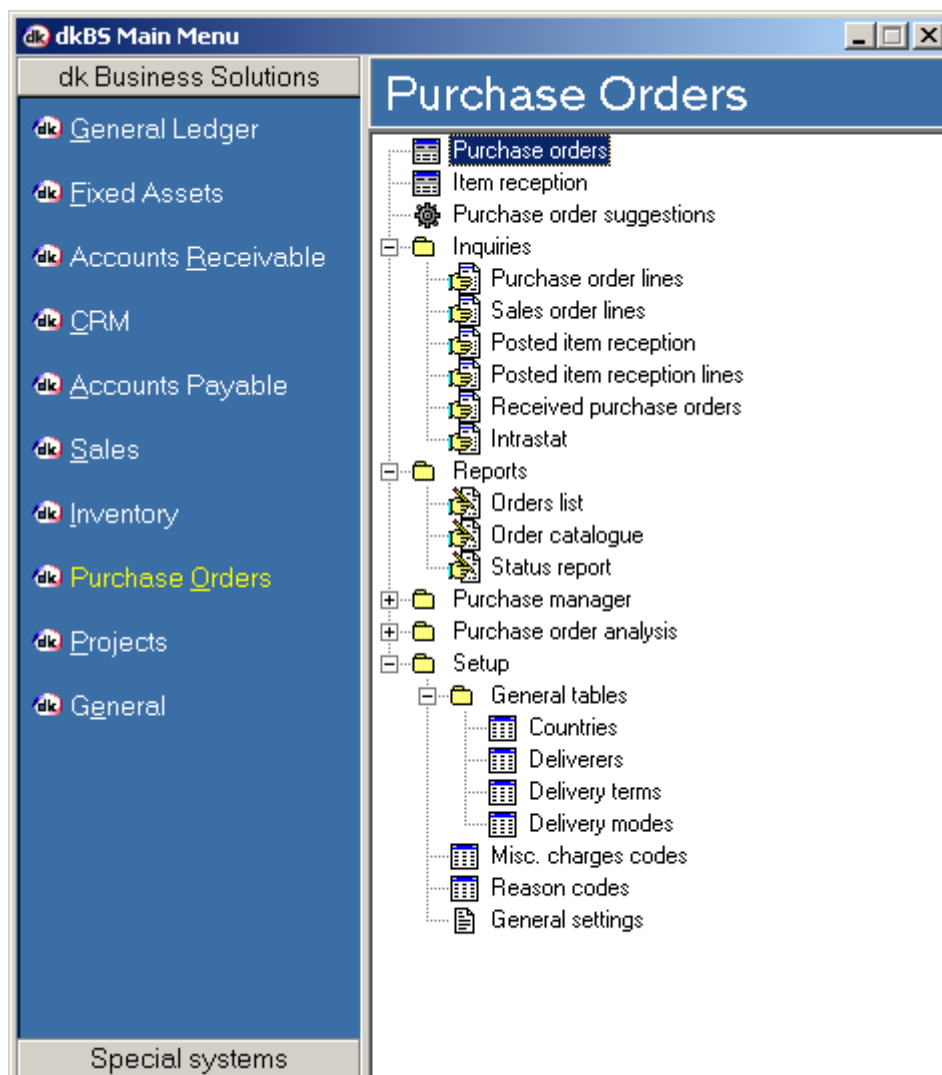 dkBS Main Menu
dk Business Solutions
General Ledger
Fixed Assets
Accounts Receivable
CRM
Accounts Payable
Sales
Inventory
Purchase Orders
Projects
General
Special systems
Purchase Orders
Purchase orders
Item reception
Purchase order suggestions
Inquiries
Purchase order lines
Sales order lines
Posted item reception
Posted item reception lines
Received purchase orders
Intrastat
Reports
Orders list
Order catalogue
Status report
Purchase manager
Purchase order analysis
Setup
General tables
Countries
Deliverers
Delivery terms
Delivery modes
Misc. charges codes
Reason codes
General settings